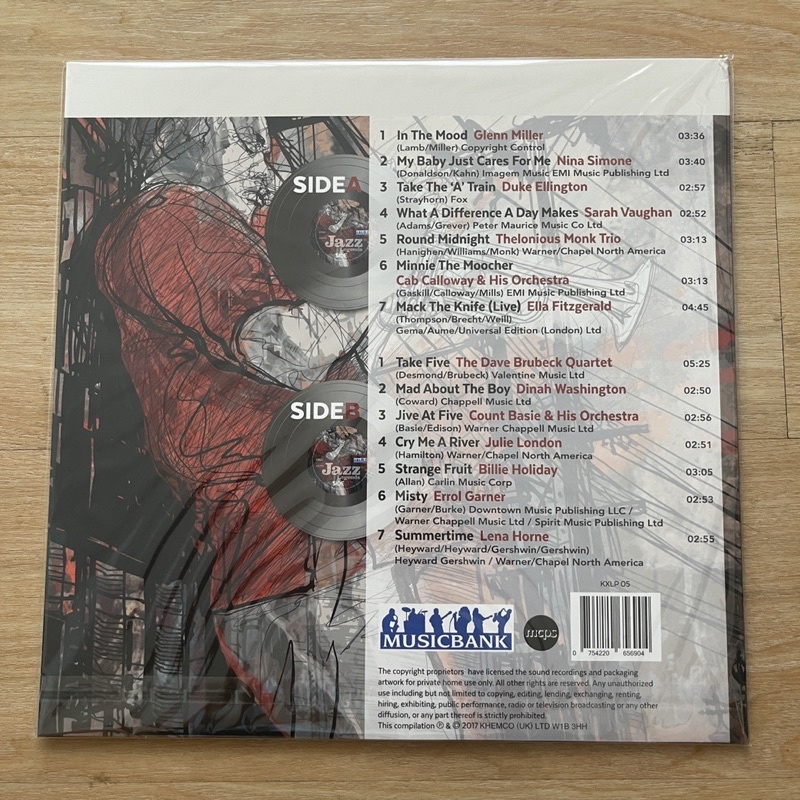 SIDEA
Jazz
Legends
1 In The Mood Glenn Miller 03:36
(Lamb/Miller) Copyright Control
2 My Baby Just Cares For Me Nina Simone 03:40
(Donaldson/Kahn) Imagem Music EMI Music Publishing Ltd
3 Take The ‘A’ Train Duke Ellington 02:57
(Strayhorn) Fox
4 What A Difference A Day Makes Sarah Vaughan 02:52
(Adams/Grever) Peter Maurice Music Co Ltd
5 Round Midnight Thelonious Monk Trio 03:13
(Hanighen/Williams/Monk) Warner/Chapel North America
6 Minnie The Moocher
Cab Calloway & His Orchestra 03:13
(Gaskill/Calloway/Mills) EMI Music Publishing Ltd
7 Mack The Knife (Live) Ella Fitzgerald 04:45
(Thompson/Brecht/Weill)
Gema/Aume/Universal Edition (London) Ltd
SIDEB
Jazz
Legends
1 Take Five The Dave Brubeck Quartet 05:25
(Desmond/Brubeck) Valentine Music Ltd
2 Mad About The Boy Dinah Washington 02:50
(Coward) Chappell Music Ltd
3 Jive At Five Count Basie & His Orchestra 02:56
(Basie/Edison) Warner Chappell Music Ltd
4 Cry Me A River Julie London 02:51
(Hamilton) Warner/Chapel North America
5 Strange Fruit Billie Holiday 03:05
(Allan) Carlin Music Corp
6 Misty Errol Garner 02:53
(Garner/Burke) Downtown Music Publishing LLC /
Warner Chappell Music Ltd / Spirit Music Publishing Ltd
7 Summertime Lena Horne 02:55
(Heyward/Heyward/Gershwin/Gershwin)
Heyward Gershwin / Warner/Chapel North America
KXLP 05
MUSICBANK
mcps
0 754220 656904
The copyright proprietors have licensed the sound recordings and packaging
artwork for private home use only. All other rights are reserved. Any unauthorized
use including but not limited to copying, editing, lending, exchanging, renting,
hiring, exhibiting, public performance, radio or television broadcasting or any other
diffusion, or any part thereof is strictly prohibited.
This compilation ℗ & © 2017 KHEMCO (UK) LTD W1B 3HH